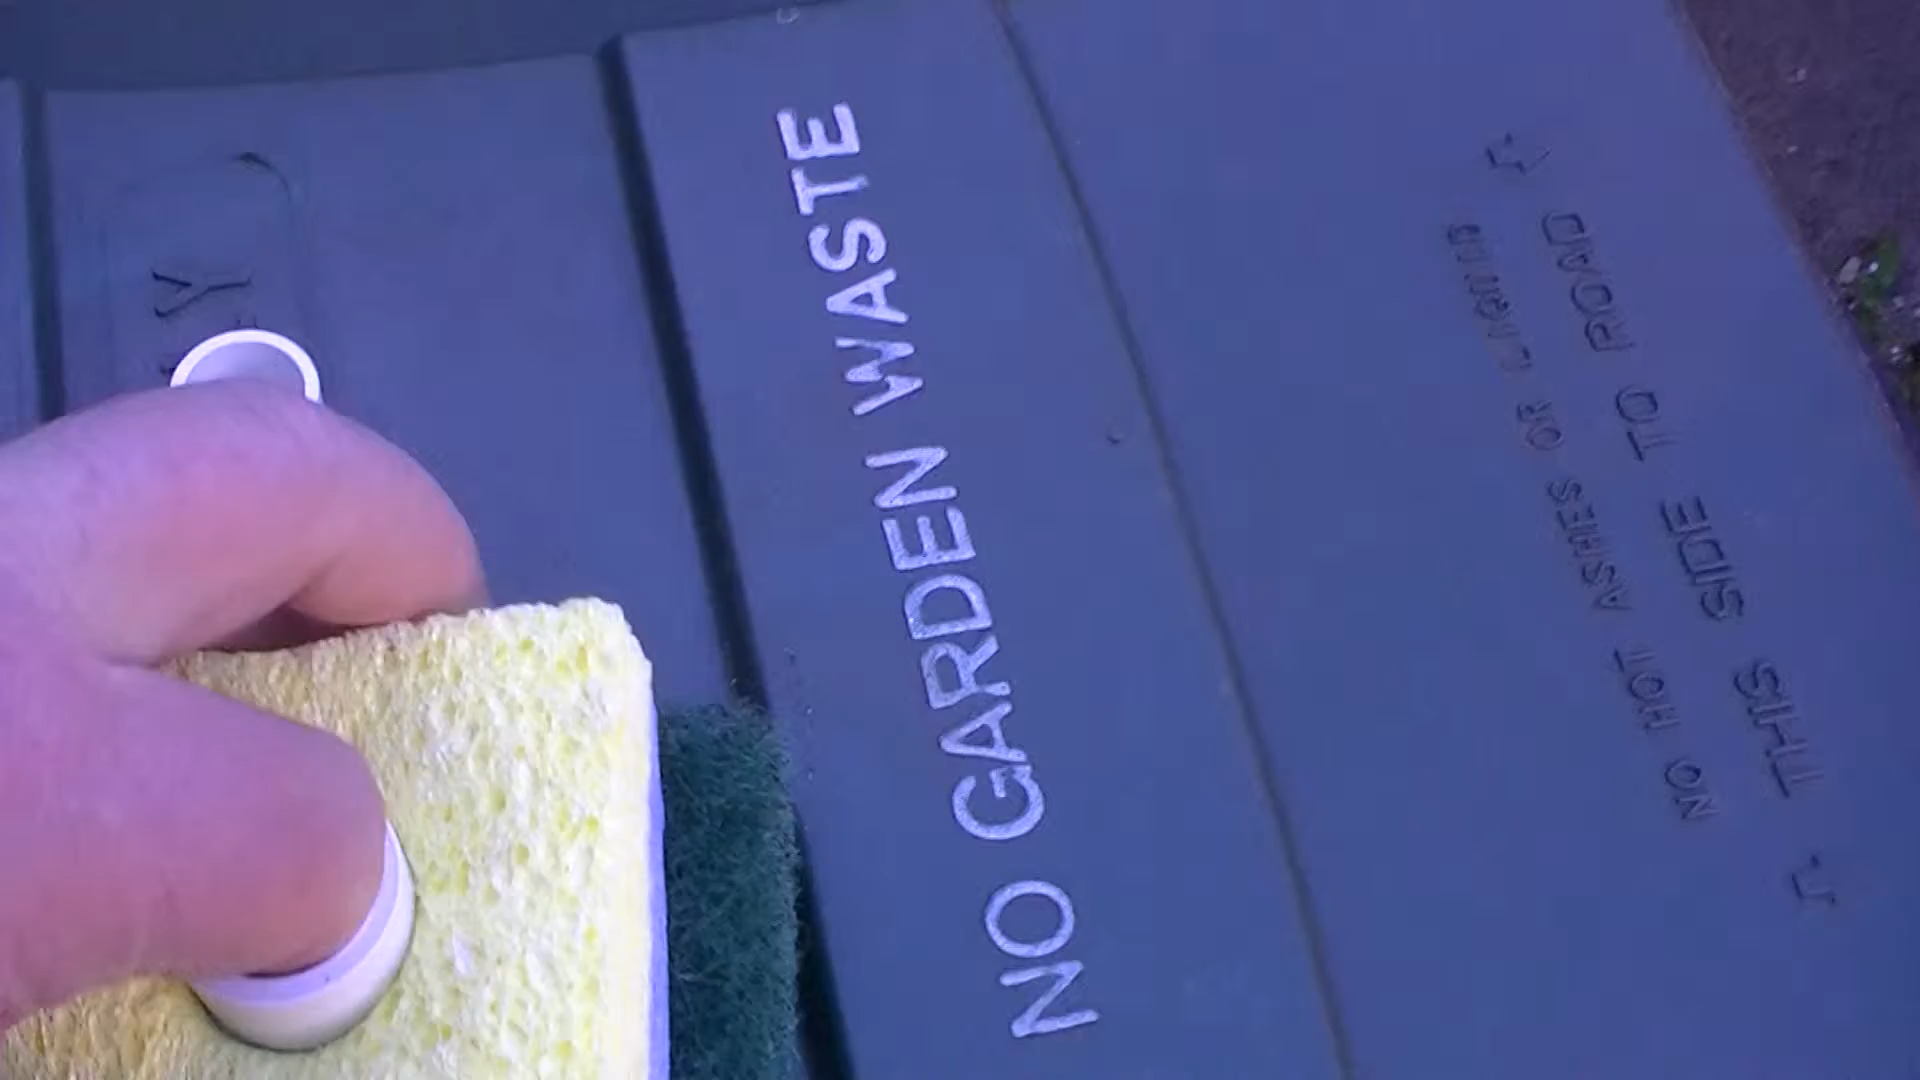 NO GARDEN WASTE
NO HOT ASHES OR LIQUID
THIS SIDE TO ROAD